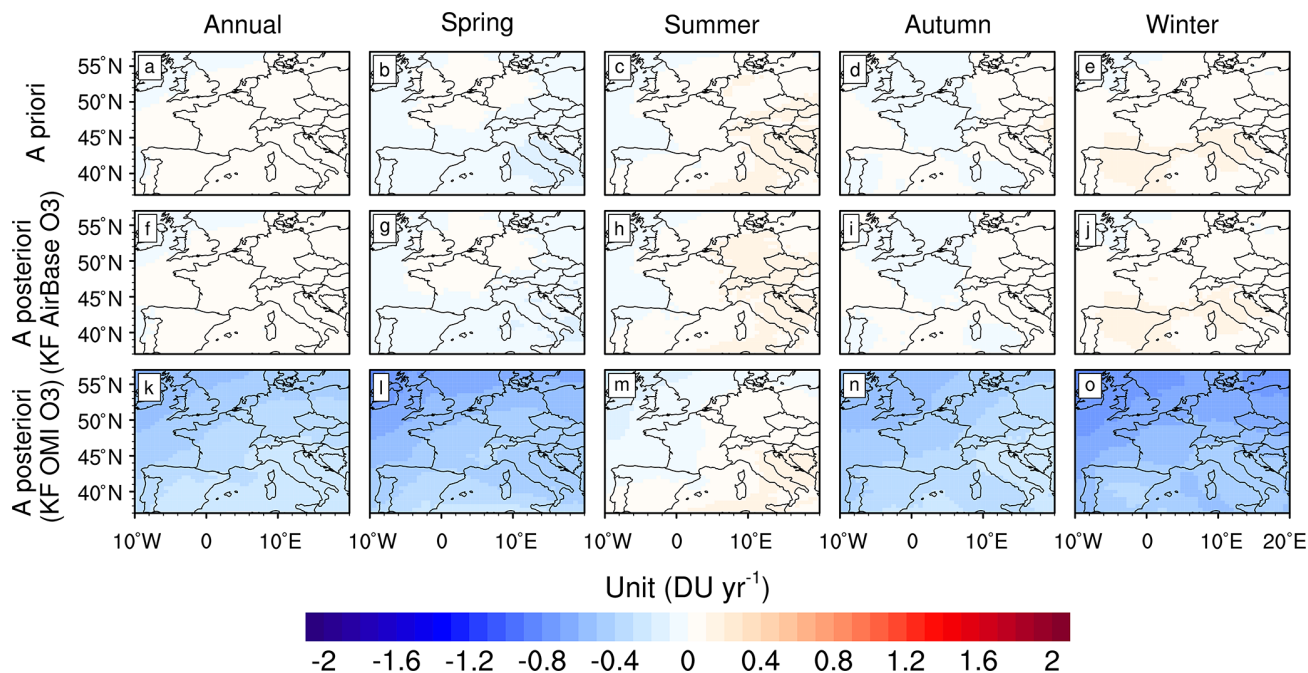 Annual Spring Summer Autumn Winter
A priori
55°N a b c d e
50°N
45°N
40°N
A posteriori
(KF AirBase O3)
55°N f g h i j
50°N
45°N
40°N
A posteriori
(KF OMI O3)
55°N k l m n o
50°N
45°N
40°N
10°W 0 10°E 10°W 0 10°E 10°W 0 10°E 10°W 0 10°E 10°W 0 10°E 20°E
Unit (DU yr⁻¹)
-2 -1.6 -1.2 -0.8 -0.4 0 0.4 0.8 1.2 1.6 2